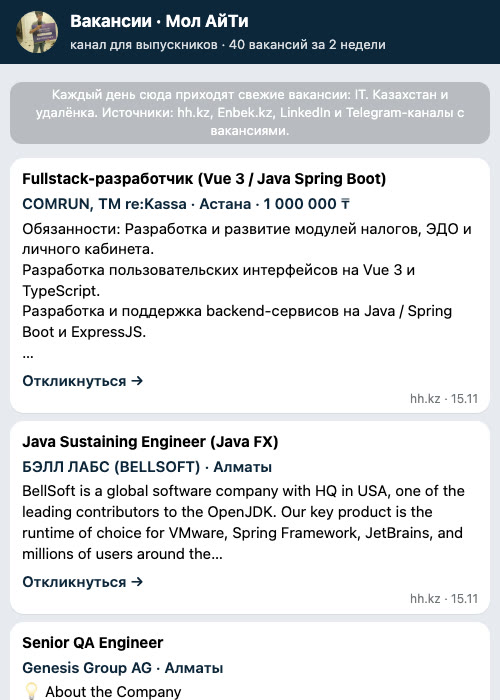 Вакансии · Мол АйТи
канал для выпускников · 40 вакансий за 2 недели
Каждый день сюда приходят свежие вакансии: IT. Казахстан и
удалёнка. Источники: hh.kz, Enbek.kz, LinkedIn и Telegram-каналы с
вакансиями.
Fullstack-разработчик (Vue 3 / Java Spring Boot)
COMRUN, TM re:Kassa · Астана · 1 000 000 ₸
Обязанности: Разработка и развитие модулей налогов, ЭДО и
личного кабинета.
Разработка пользовательских интерфейсов на Vue 3 и
TypeScript.
Разработка и поддержка backend-сервисов на Java / Spring
Boot и ExpressJS.
...
Откликнуться →
hh.kz · 15.11
Java Sustaining Engineer (Java FX)
БЭЛЛ ЛАБС (BELLSOFT) · Алматы
BellSoft is a global software company with HQ in USA, one of the
leading contributors to the OpenJDK. Our key product is the
runtime of choice for VMware, Spring Framework, JetBrains, and
millions of users around the...
Откликнуться →
hh.kz · 15.11
Senior QA Engineer
Genesis Group AG · Алматы
💡 About the Company